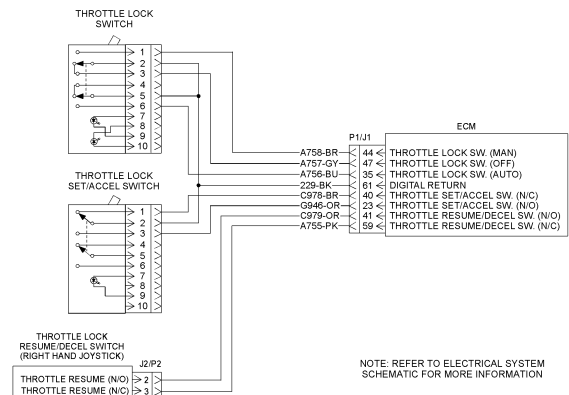 THROTTLE LOCK
SWITCH
1
2
3
4
5
6
7
8
9
10
THROTTLE LOCK
SET/ACCEL SWITCH
1
2
3
4
5
6
7
8
9
10
THROTTLE LOCK
RESUME/DECEL SWITCH
(RIGHT HAND JOYSTICK)
J2/P2
THROTTLE RESUME (N/O) 2
THROTTLE RESUME (N/C) 3
ECM
P1/J1
A758-BR 44 THROTTLE LOCK SW. (MAN)
A757-GY 47 THROTTLE LOCK SW. (OFF)
A756-BU 35 THROTTLE LOCK SW. (AUTO)
229-BK 61 DIGITAL RETURN
C978-BR 40 THROTTLE SET/ACCEL SW. (N/C)
G946-OR 23 THROTTLE SET/ACCEL SW. (N/O)
C979-OR 41 THROTTLE RESUME/DECEL SW. (N/O)
A755-PK 59 THROTTLE RESUME/DECEL SW. (N/C)
NOTE: REFER TO ELECTRICAL SYSTEM
SCHEMATIC FOR MORE INFORMATION